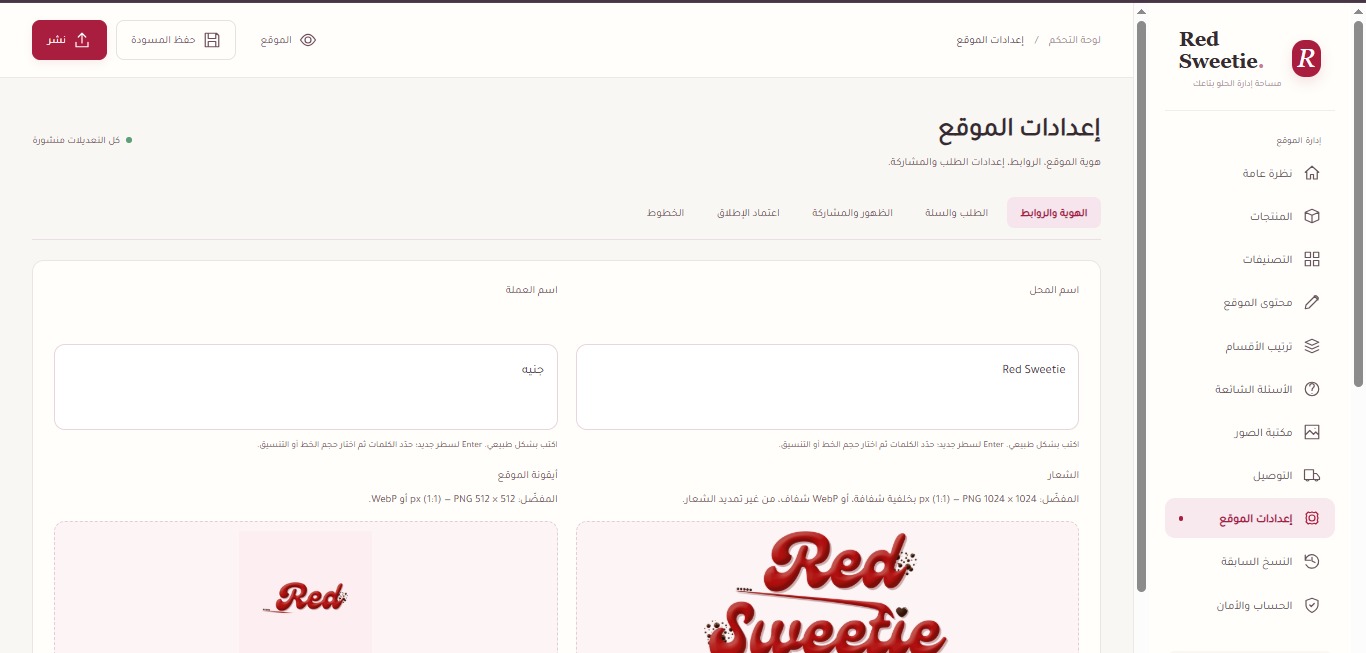 Red
Sweetie.
R
مساحة إدارة الحلو بتاعك
إدارة الموقع
نظرة عامة
المنتجات
التصنيفات
محتوى الموقع
ترتيب الأقسام
الأسئلة الشائعة
مكتبة الصور
التوصيل
إعدادات الموقع
النسخ السابقة
الحساب والأمان
لوحة التحكم / إعدادات الموقع
الموقع
حفظ المسودة
نشر
إعدادات الموقع
هوية الموقع، الروابط، إعدادات الطلب والمشاركة.
كل التعديلات منشورة
الهوية والروابط
الطلب والسلة
الظهور والمشاركة
اعتماد الإطلاق
الخطوط
اسم المحل
Red Sweetie
اكتب بشكل طبيعي. Enter لسطر جديد؛ حدّد الكلمات ثم اختار حجم الخط أو التنسيق.
اسم العملة
جنيه
اكتب بشكل طبيعي. Enter لسطر جديد؛ حدّد الكلمات ثم اختار حجم الخط أو التنسيق.
الشعار
المفضّل: 1024 × 1024 px (1:1) — PNG بخلفية شفافة، أو WebP شفاف، من غير تمديد الشعار.
Red
Sweetie
أيقونة الموقع
المفضّل: 512 × 512 px (1:1) — PNG أو WebP.
Red